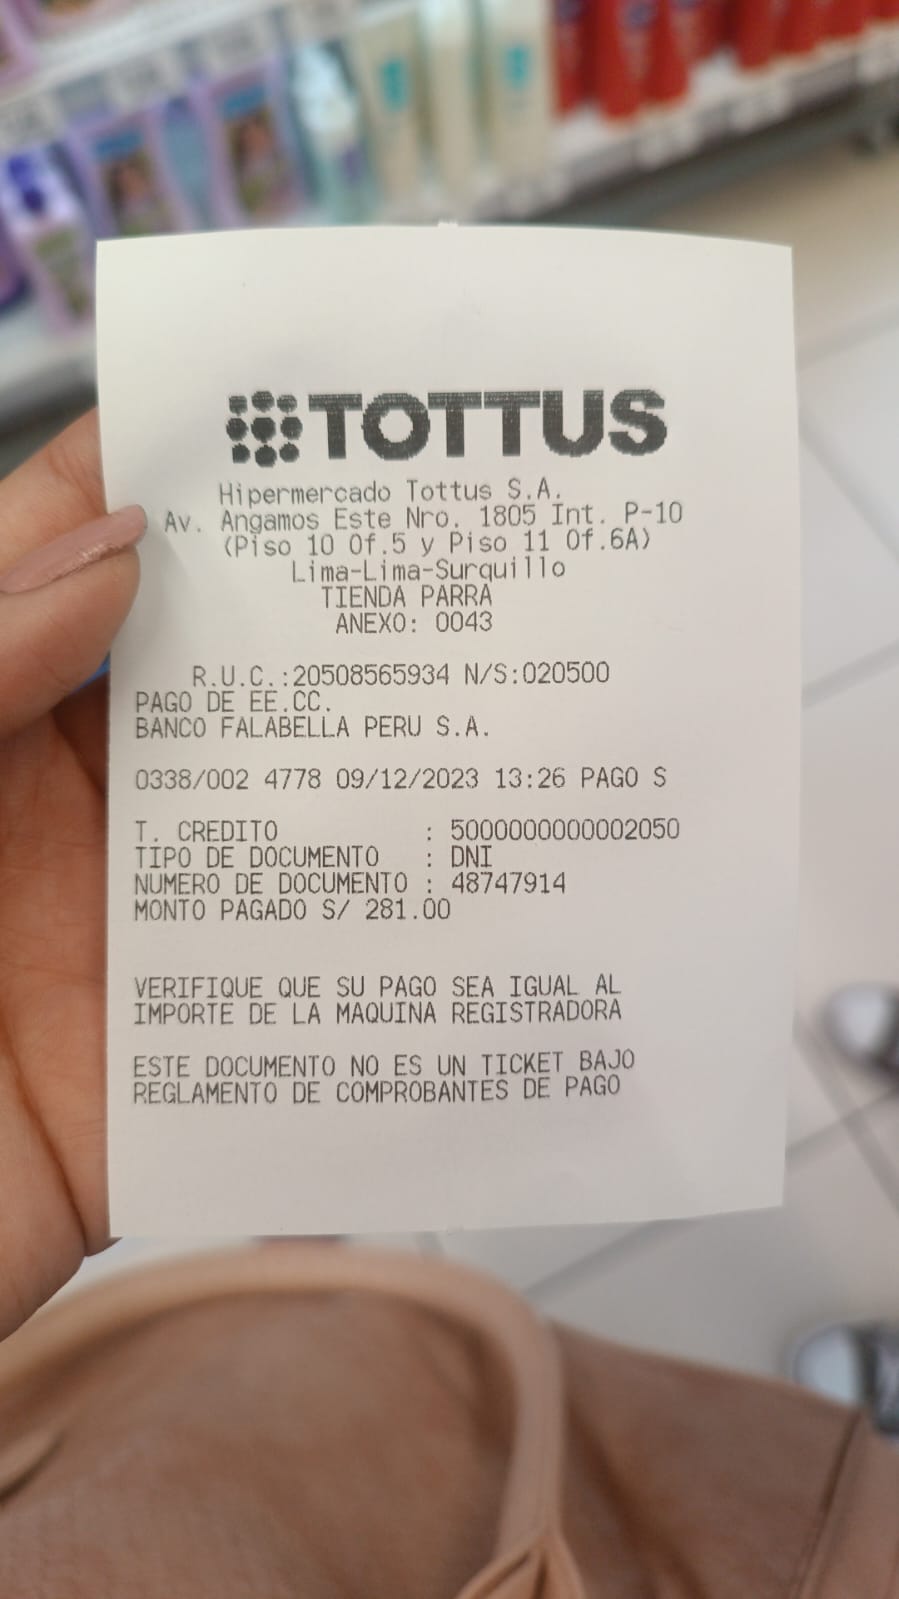 TOTTUS
Hipermercado Tottus S.A.
Av. Angamos Este Nro. 1805 Int. P-10
(Piso 10 Of.5 y Piso 11 Of.6A)
Lima-Lima-Surquillo
TIENDA PARRA
ANEXO: 0043
R.U.C.:20508565934 N/S:020500
PAGO DE EE.CC.
BANCO FALABELLA PERU S.A.
0338/002 4778 09/12/2023 13:26 PAGO S
T. CREDITO : 5000000000002050
TIPO DE DOCUMENTO : DNI
NUMERO DE DOCUMENTO : 48747914
MONTO PAGADO S/ 281.00
VERIFIQUE QUE SU PAGO SEA IGUAL AL
IMPORTE DE LA MAQUINA REGISTRADORA
ESTE DOCUMENTO NO ES UN TICKET BAJO
REGLAMENTO DE COMPROBANTES DE PAGO